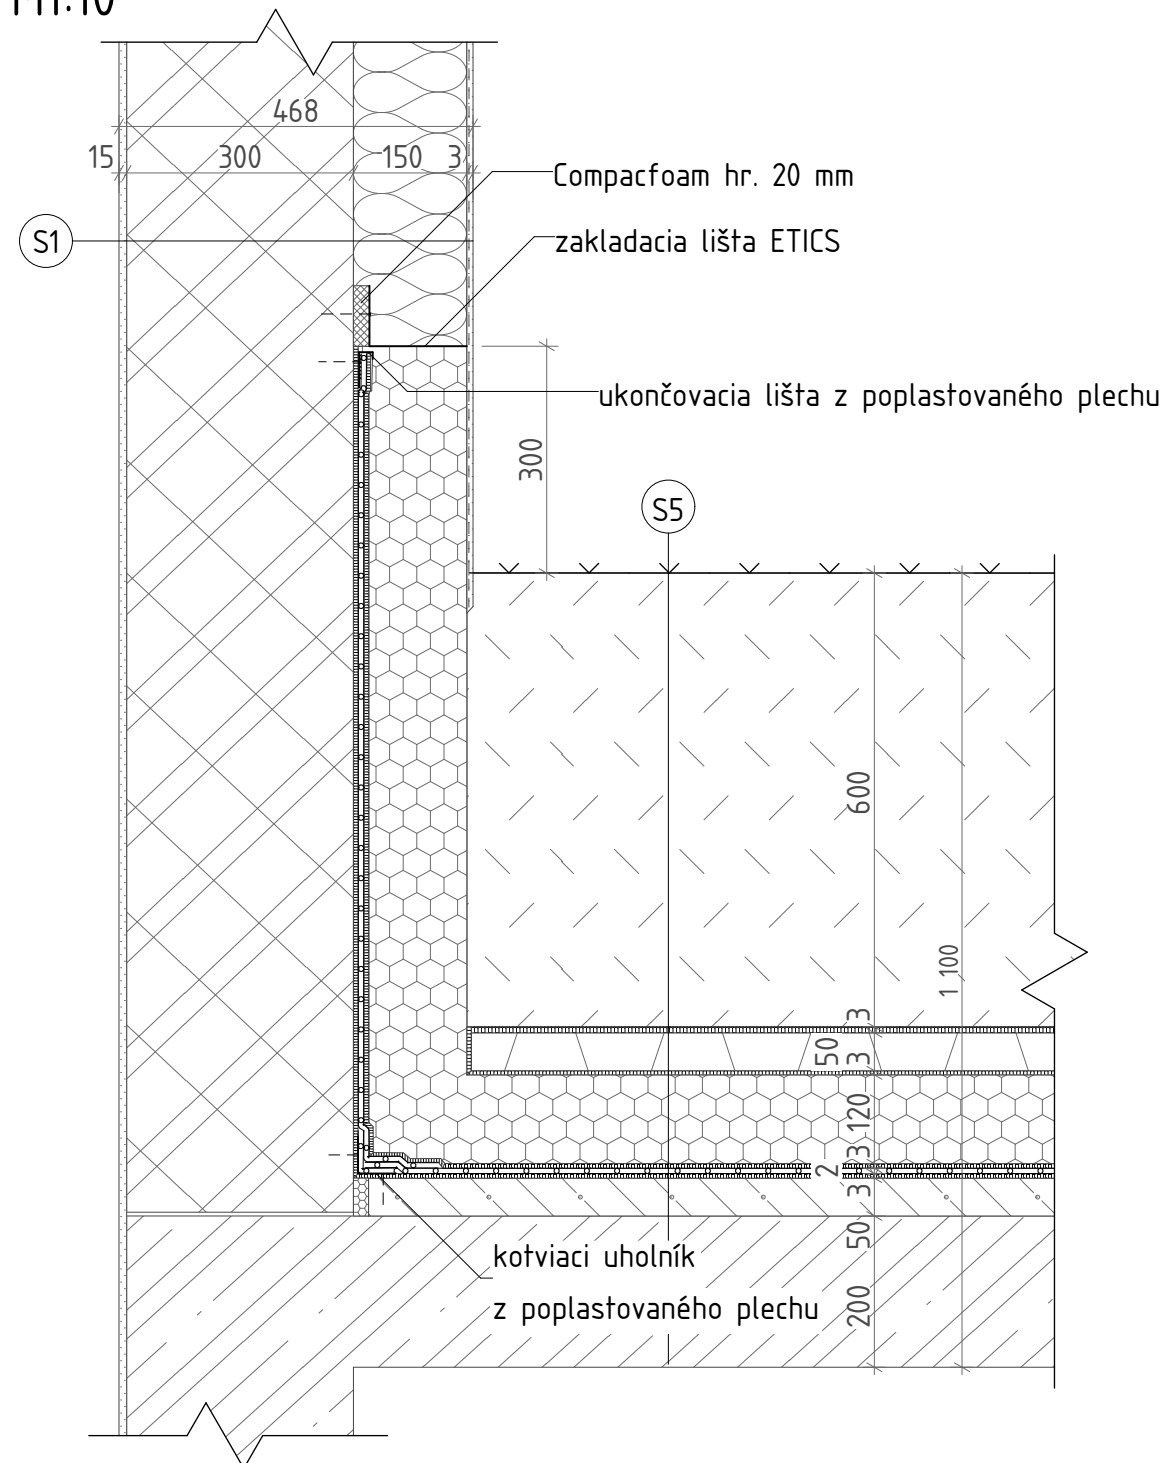 M1:10
468
15 300 150 3
Compacfoam hr. 20 mm
S1
zakladacia lišta ETICS
ukončovacia lišta z poplastovaného plechu
300
S5
600
1 100
3
50
3
120
3
2
3
50
200
kotviaci uholník
z poplastovaného plechu